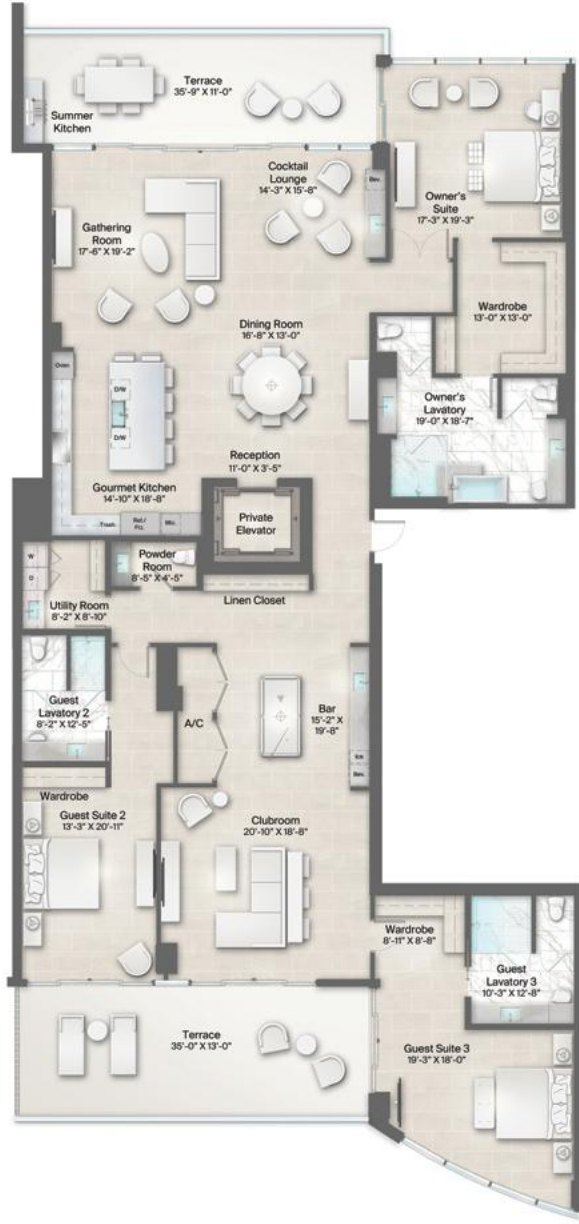 Terrace
35'-9" X 11'-0"
Summer
Kitchen
Cocktail
Lounge
14'-3" X 15'-8"
Bev.
Owner's
Suite
17'-3" X 19'-3"
Gathering
Room
17'-6" X 19'-2"
Wardrobe
13'-0" X 13'-0"
Dining Room
16'-8" X 13'-0"
Oven
D/W
D/W
Owner's
Lavatory
19'-0" X 18'-7"
Reception
11'-0" X 3'-5"
Gourmet Kitchen
14'-10" X 18'-8"
Trash
Ref./
Frz.
Mic.
Private
Elevator
W
D
Powder
Room
8'-5" X 4'-5"
Utility Room
8'-2" X 8'-10"
Linen Closet
Guest
Lavatory 2
8'-2" X 12'-5"
A/C
Bar
15'-2" X
19'-8"
Ice
Bev.
Wardrobe
Guest Suite 2
13'-3" X 20'-11"
Clubroom
20'-10" X 18'-8"
Wardrobe
8'-11" X 8'-8"
Guest
Lavatory 3
10'-3" X 12'-8"
Terrace
35'-0" X 13'-0"
Guest Suite 3
19'-3" X 18'-0"